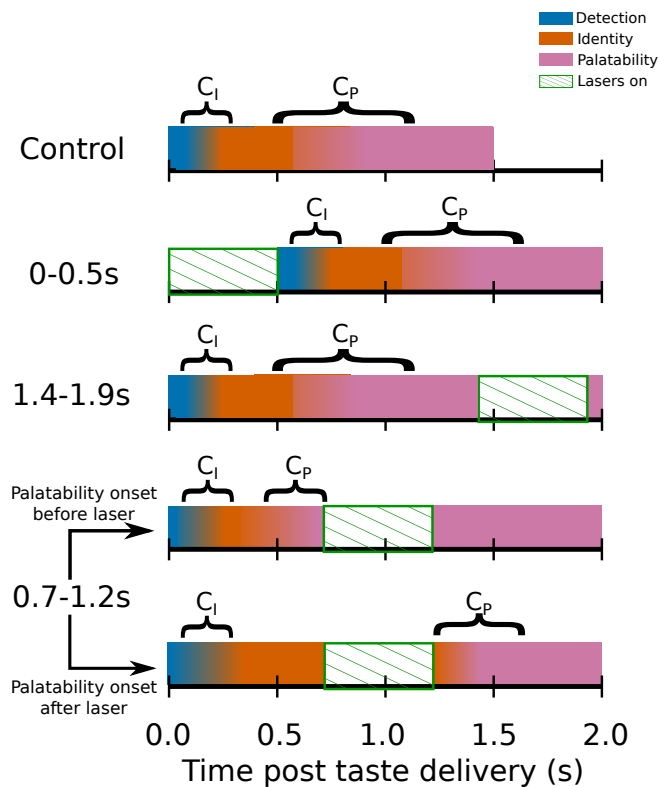 Detection
Identity
Palatability
Lasers on
Control
C_I
C_P
0-0.5s
C_I
C_P
1.4-1.9s
C_I
C_P
Palatability onset
before laser
C_I
C_P
0.7-1.2s
Palatability onset
after laser
C_I
C_P
0.0 0.5 1.0 1.5 2.0
Time post taste delivery (s)